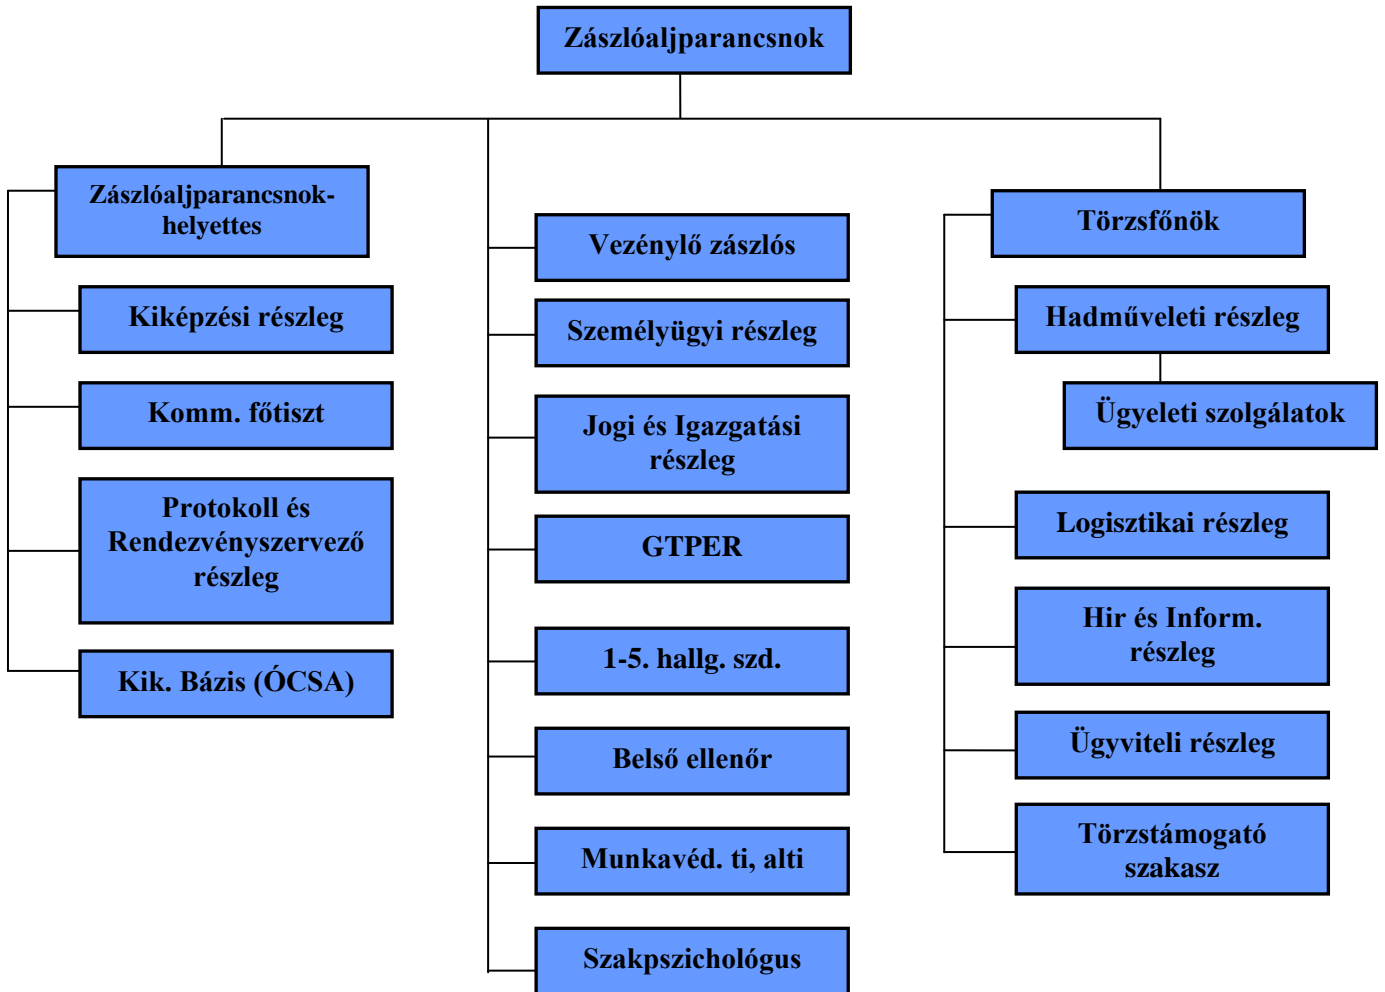 Zászlóaljparancsnok
Zászlóaljparancsnok-
helyettes
Kiképzési részleg
Komm. főtiszt
Protokoll és
Rendezvényszervező
részleg
Kik. Bázis (ÓCSA)
Vezénylő zászlós
Személyügyi részleg
Jogi és Igazgatási
részleg
GTPER
1-5. hallg. szd.
Belső ellenőr
Munkavéd. ti, alti
Szakpszichológus
Törzsfőnök
Hadműveleti részleg
Ügyeleti szolgálatok
Logisztikai részleg
Hir és Inform.
részleg
Ügyviteli részleg
Törzstámogató
szakasz